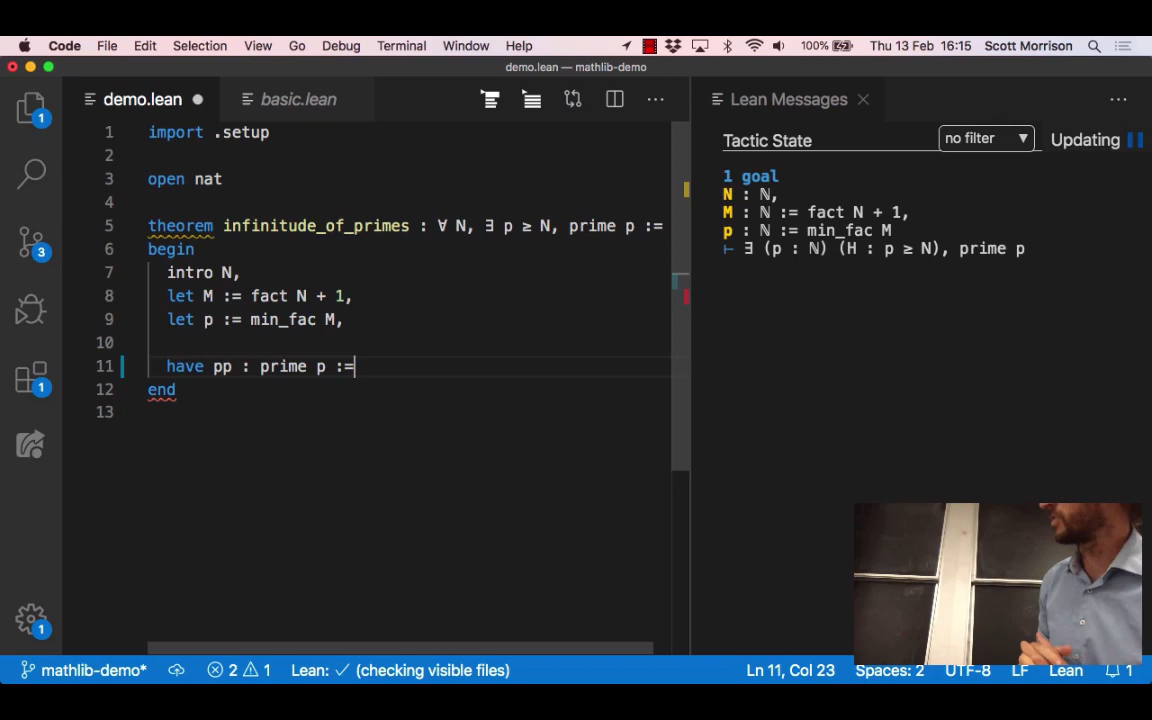 Code File Edit Selection View Go Debug Terminal Window Help 100% Thu 13 Feb 16:15 Scott Morrison
demo.lean — mathlib-demo
demo.lean basic.lean
Lean Messages
1 import .setup
2
3 open nat
4
5 theorem infinitude_of_primes : ∀ N, ∃ p ≥ N, prime p :=
6 begin
7 intro N,
8 let M := fact N + 1,
9 let p := min_fac M,
10
11 have pp : prime p :=
12 end
13
Tactic State no filter Updating
1 goal
N : ℕ,
M : ℕ := fact N + 1,
p : ℕ := min_fac M
⊢ ∃ (p : ℕ) (H : p ≥ N), prime p
1
3
1
1
mathlib-demo* 2 1 Lean: ✓ (checking visible files) Ln 11, Col 23 Spaces: 2 UTF-8 LF Lean 1